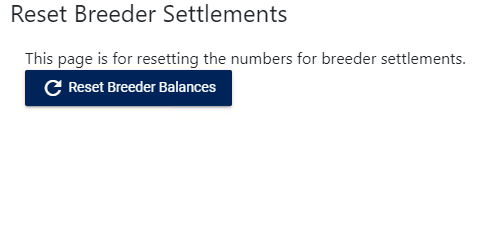 Reset Breeder Settlements
This page is for resetting the numbers for breeder settlements.
Reset Breeder Balances